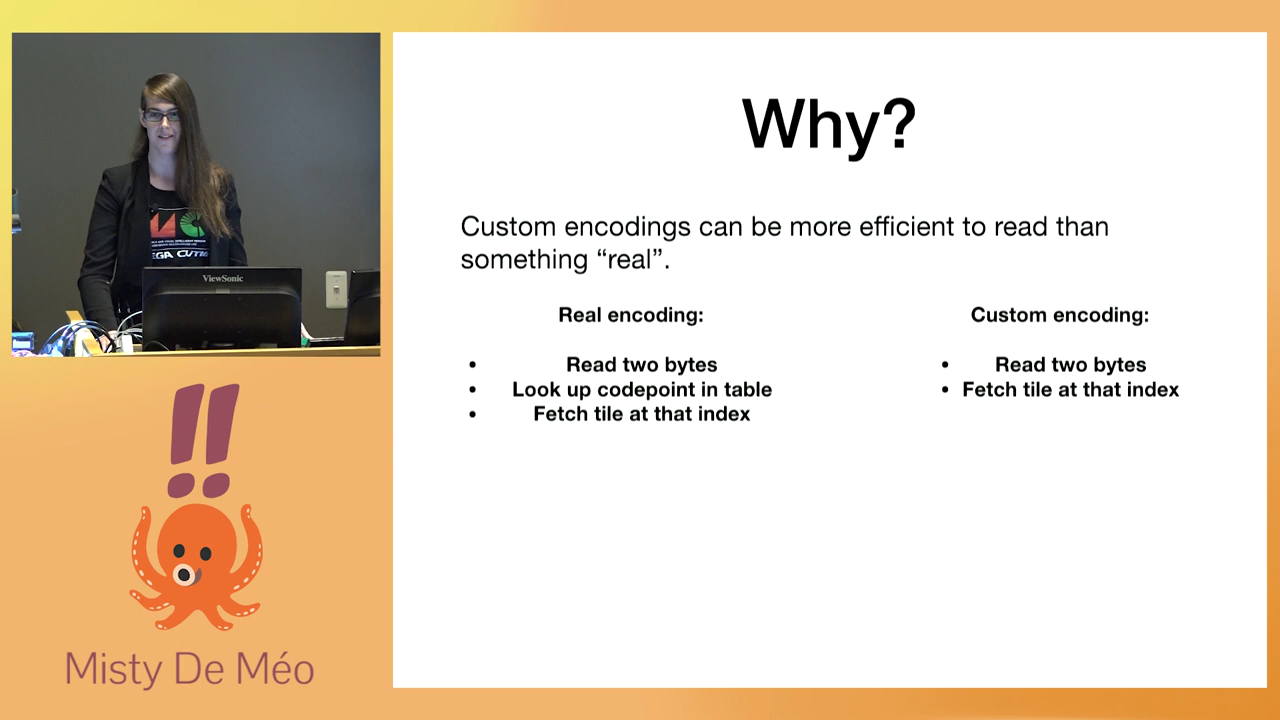 Why?
Custom encodings can be more efficient to read than
something “real”.
Real encoding:
• Read two bytes
• Look up codepoint in table
• Fetch tile at that index
Custom encoding:
• Read two bytes
• Fetch tile at that index
ViewSonic
!!
Misty De Méo